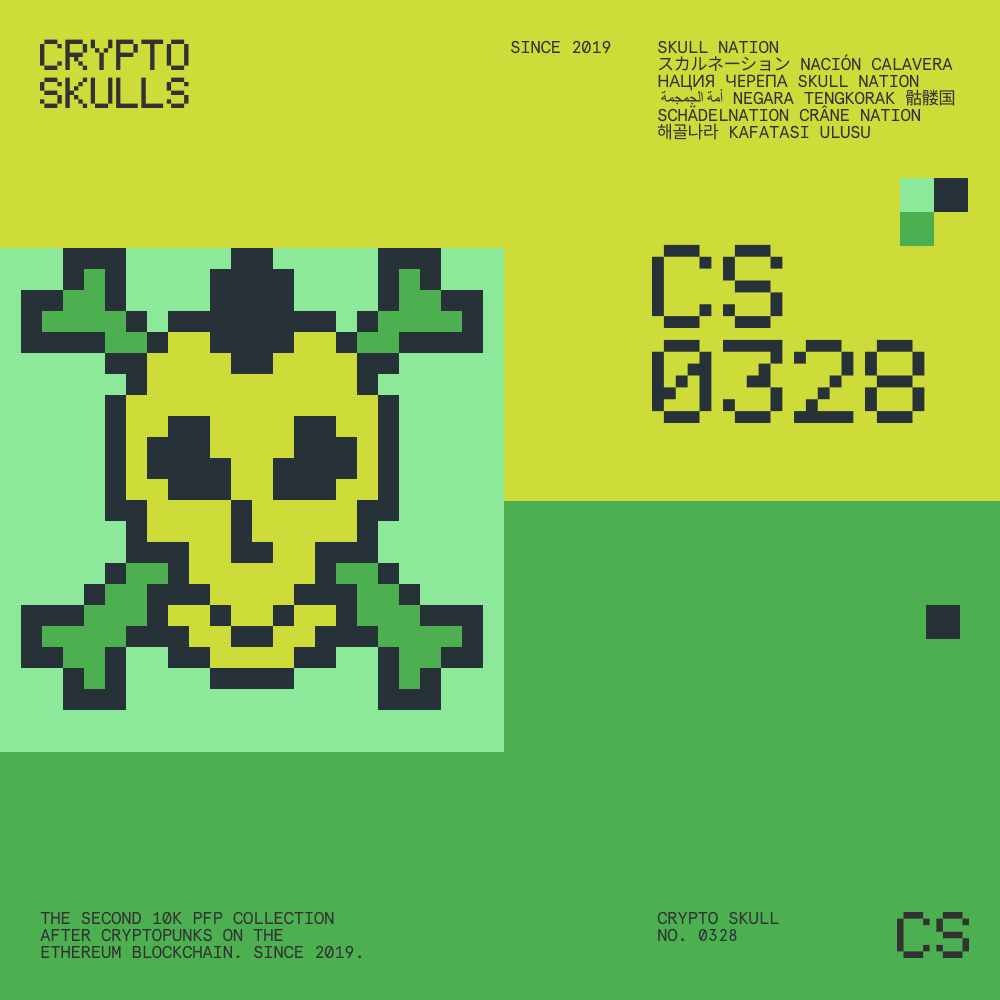 CRYPTO
SKULLS
SINCE 2019
SKULL NATION
スカルネーション NACIÓN CALAVERA
НАЦИЯ ЧЕРЕПА SKULL NATION
أمة الجمجمة NEGARA TENGKORAK 骷髅国
SCHÄDELNATION CRÂNE NATION
해골나라 KAFATASI ULUSU
CS
0328
THE SECOND 10K PFP COLLECTION
AFTER CRYPTOPUNKS ON THE
ETHEREUM BLOCKCHAIN. SINCE 2019.
CRYPTO SKULL
NO. 0328
CS